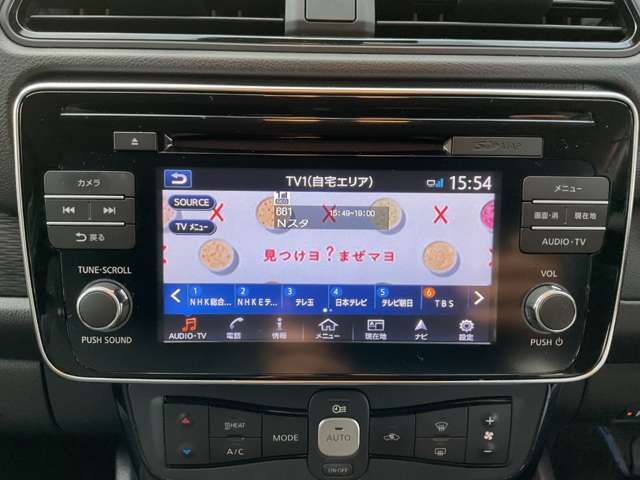 SD MAP
カメラ
戻る
TUNE·SCROLL
PUSH SOUND
TV1(自宅エリア)
15:54
SOURCE
TV メニュー
681
15:49-19:00
Nスタ
見つけヨ?まぜマヨ
1 NHK総合...
2 NHKEテ...
3 テレ玉
4 日本テレビ
5 テレビ朝日
6 TBS
AUDIO·TV
電話
情報
メニュー
現在地
ナビ
設定
メニュー
画面·消
現在地
AUDIO·TV
VOL
PUSH
HEAT
A/C
MODE
AUTO
ON·OFF